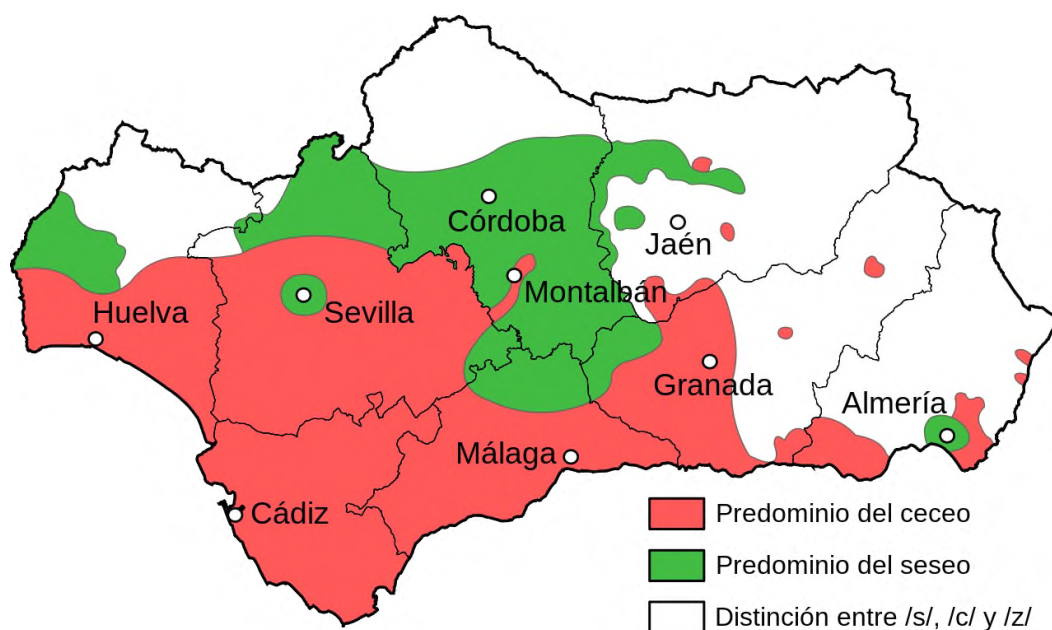 Córdoba
Jaén
Montalbán
Huelva
Sevilla
Granada
Almería
Málaga
Cádiz
Predominio del ceceo
Predominio del seseo
Distinción entre /s/, /c/ y /z/